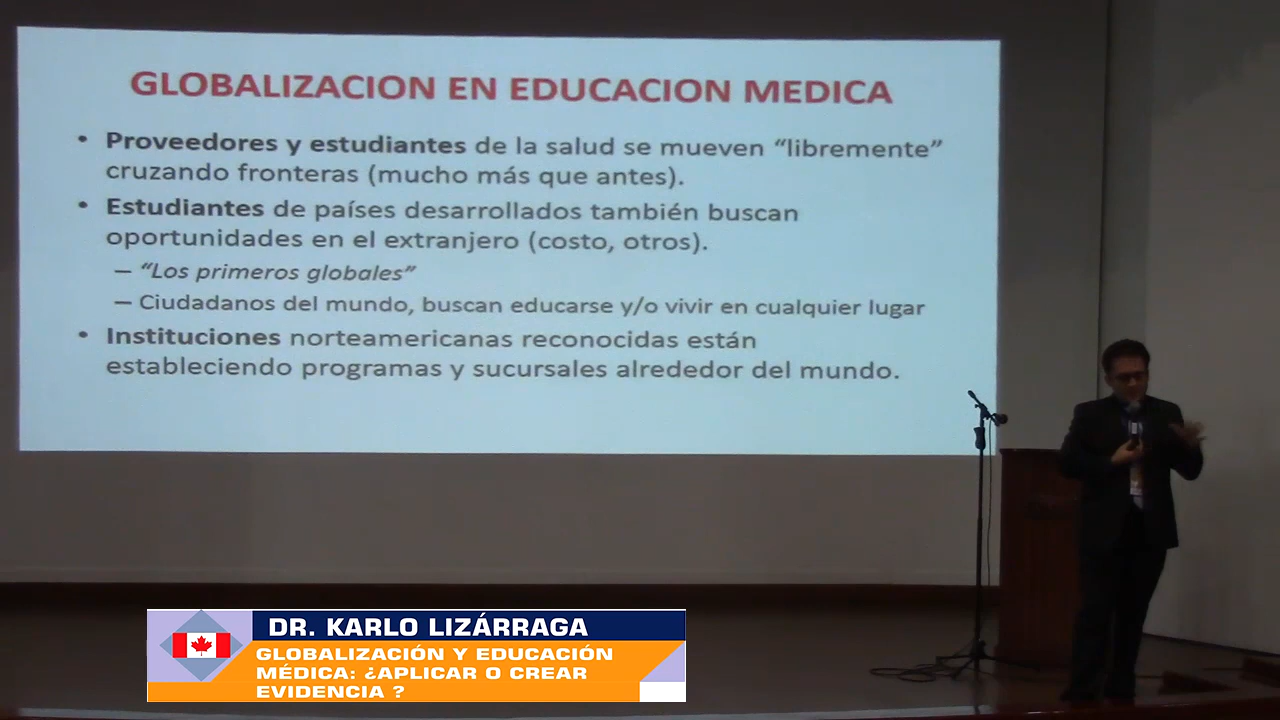 GLOBALIZACION EN EDUCACION MEDICA
• Proveedores y estudiantes de la salud se mueven “libremente”
cruzando fronteras (mucho más que antes).
• Estudiantes de países desarrollados también buscan
oportunidades en el extranjero (costo, otros).
– “Los primeros globales”
– Ciudadanos del mundo, buscan educarse y/o vivir en cualquier lugar
• Instituciones norteamericanas reconocidas están
estableciendo programas y sucursales alrededor del mundo.
DR. KARLO LIZÁRRAGA
GLOBALIZACIÓN Y EDUCACIÓN
MÉDICA: ¿APLICAR O CREAR
EVIDENCIA ?